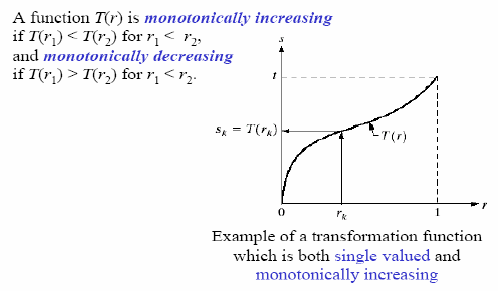 A function T(r) is monotonically increasing
if T(r₁) < T(r₂) for r₁ < r₂,
and monotonically decreasing
if T(r₁) > T(r₂) for r₁ < r₂.
s
t
sₖ = T(rₖ)
T(r)
0
rₖ
1
r
Example of a transformation function
which is both single valued and
monotonically increasing